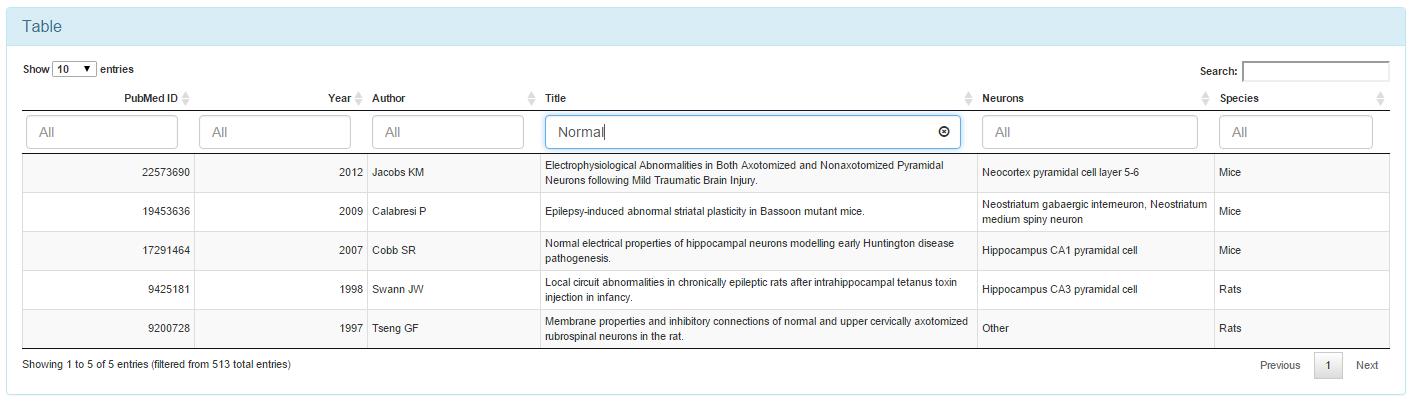 Table
Show 10 entries
Search:
PubMed ID Year Author Title Neurons Species
All All All Normal All All
22573690 2012 Jacobs KM Electrophysiological Abnormalities in Both Axotomized and Nonaxotomized Pyramidal Neurons following Mild Traumatic Brain Injury. Neocortex pyramidal cell layer 5-6 Mice
19453636 2009 Calabresi P Epilepsy-induced abnormal striatal plasticity in Bassoon mutant mice. Neostriatum gabaergic interneuron, Neostriatum medium spiny neuron Mice
17291464 2007 Cobb SR Normal electrical properties of hippocampal neurons modelling early Huntington disease pathogenesis. Hippocampus CA1 pyramidal cell Mice
9425181 1998 Swann JW Local circuit abnormalities in chronically epileptic rats after intrahippocampal tetanus toxin injection in infancy. Hippocampus CA3 pyramidal cell Rats
9200728 1997 Tseng GF Membrane properties and inhibitory connections of normal and upper cervically axotomized rubrospinal neurons in the rat. Other Rats
Showing 1 to 5 of 5 entries (filtered from 513 total entries)
Previous 1 Next